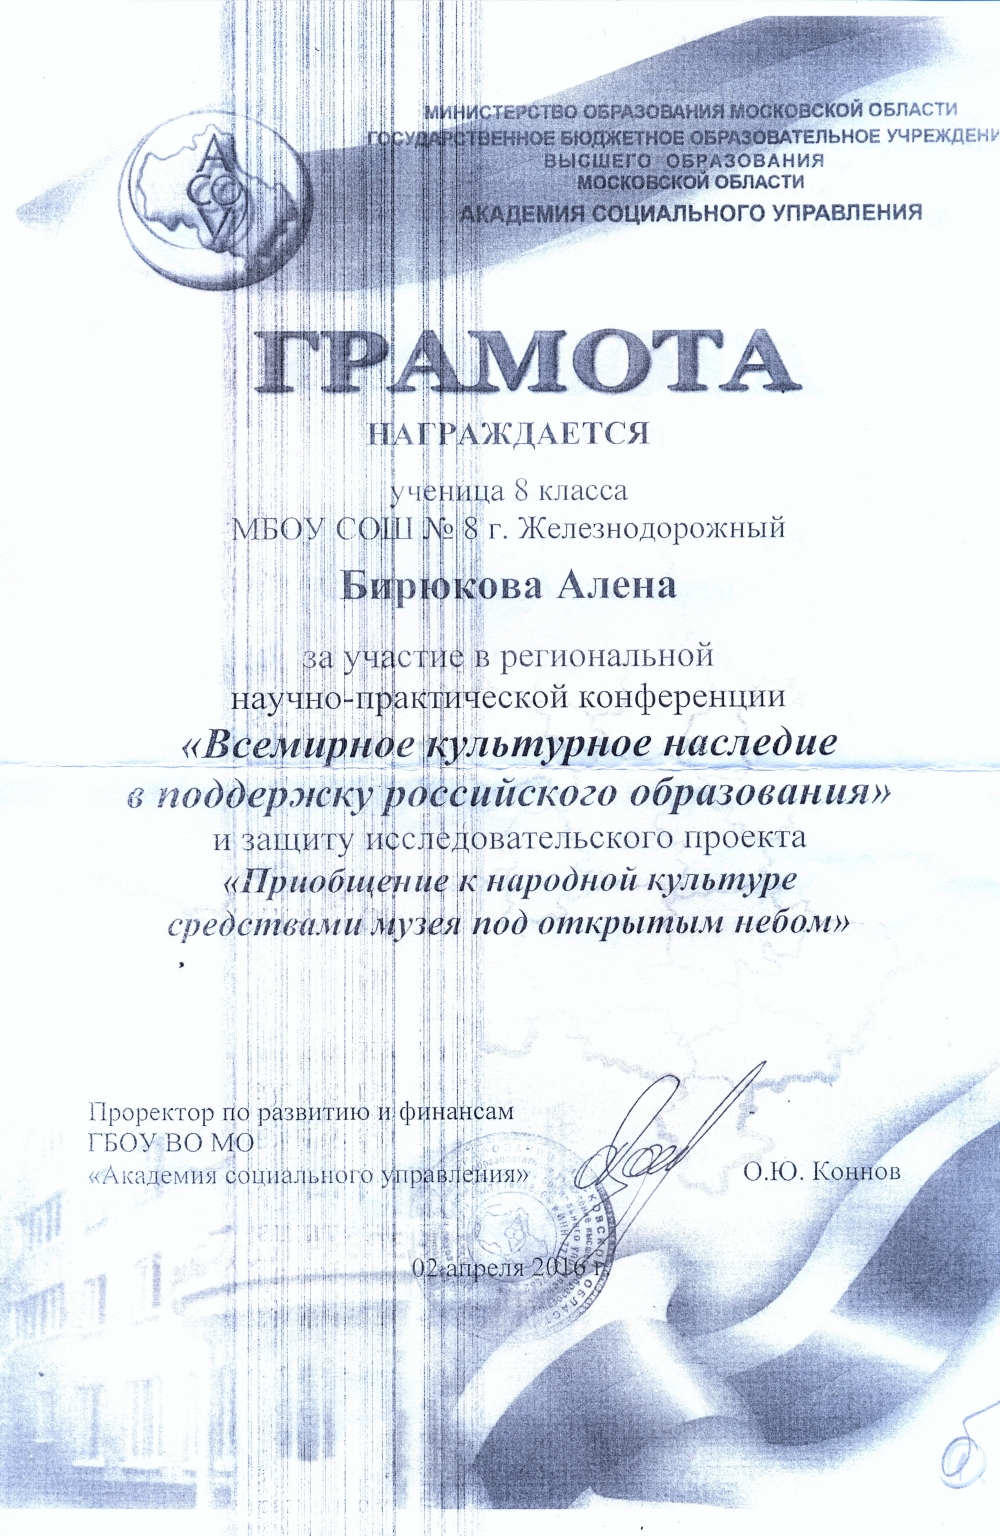 МИНИСТЕРСТВО ОБРАЗОВАНИЯ МОСКОВСКОЙ ОБЛАСТИ
ГОСУДАРСТВЕННОЕ БЮДЖЕТНОЕ ОБРАЗОВАТЕЛЬНОЕ УЧРЕЖДЕНИ
ВЫСШЕГО ОБРАЗОВАНИЯ
МОСКОВСКОЙ ОБЛАСТИ
АКАДЕМИЯ СОЦИАЛЬНОГО УПРАВЛЕНИЯ
АСОУ
ГРАМОТА
НАГРАЖДАЕТСЯ
ученица 8 класса
МБОУ СОШ № 8 г. Железнодорожный
Бирюкова Алена
за участие в региональной
научно-практической конференции
«Всемирное культурное наследие
в поддержку российского образования»
и защиту исследовательского проекта
«Приобщение к народной культуре
средствами музея под открытым небом»
Проректор по развитию и финансам
ГБОУ ВО МО
«Академия социального управления»
О.Ю. Коннов
02 апреля 2016 г.